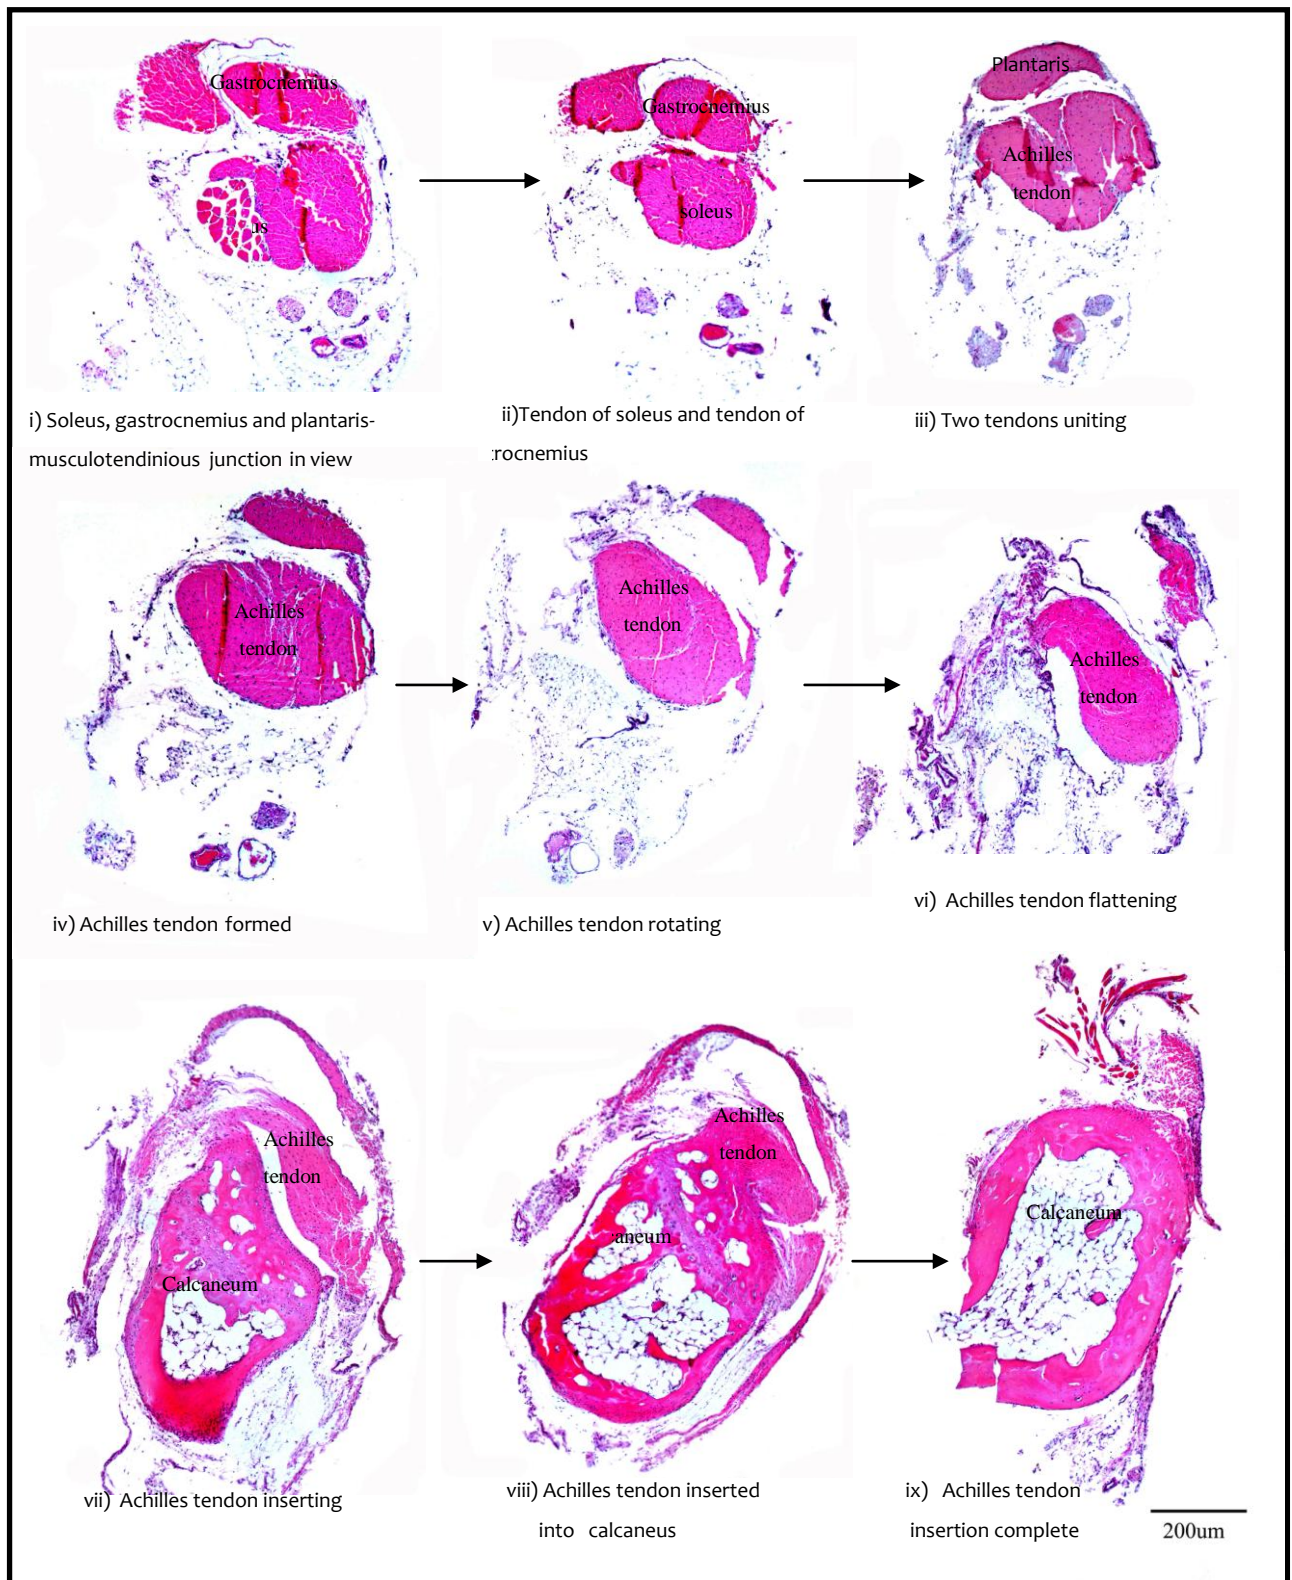 Gastrocnemius
us
Gastrocnemius
soleus
Plantaris
Achilles
tendon
i) Soleus, gastrocnemius and plantaris-
musculotendinious junction in view
ii)Tendon of soleus and tendon of
rocnemius
iii) Two tendons uniting
Achilles
tendon
Achilles
tendon
Achilles
tendon
iv) Achilles tendon formed
v) Achilles tendon rotating
vi) Achilles tendon flattening
Achilles
tendon
Calcaneum
Achilles
tendon
aneum
Calcaneum
vii) Achilles tendon inserting
viii) Achilles tendon inserted
into calcaneus
ix) Achilles tendon
insertion complete
200um